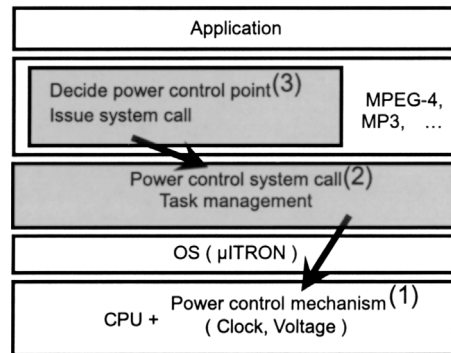 Application
Decide power control point(3)
Issue system call
MPEG-4,
MP3, ...
Power control system call(2)
Task management
OS ( µITRON )
Power control mechanism(1)
CPU +
( Clock, Voltage )